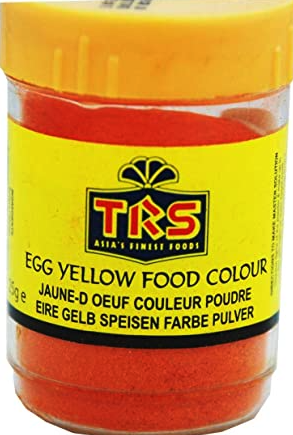 TRS
ASIA'S FINEST FOODS
EGG YELLOW FOOD COLOUR
JAUNE-D OEUF COULEUR POUDRE
EIRE GELB SPEISEN FARBE PULVER